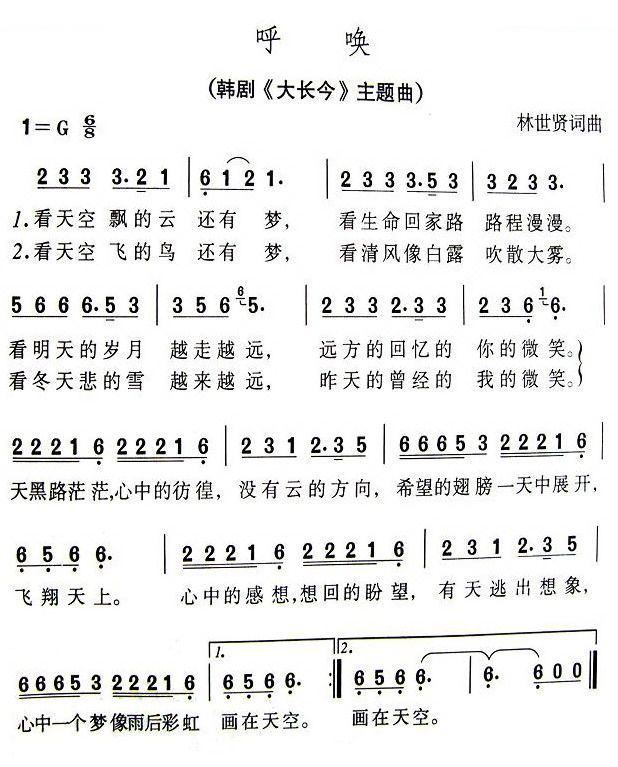 呼 唤
(韩剧《大长今》主题曲)
1=G 6/8 林世贤词曲
2 3 3 3.2 1 | 6 1 2 1. | 2 3 3 3.5 3 | 3 2 3 3. |
1.看天空 飘的云 还有 梦, 看生命回家路 路程漫漫。
2.看天空 飞的鸟 还有 梦, 看清风像白露 吹散大雾。
5 6 6 6.5 3 | 3 5 6 6 5. | 2 3 3 2.3 3 | 2 3 6 1 6. |
看明天的岁月 越走越远, 远方的回忆的 你的微笑。
看冬天悲的雪 越来越远, 昨天的曾经的 我的微笑。
2 2 2 1 6 2 2 2 1 6 | 2 3 1 2.3 5 | 6 6 6 5 3 2 2 2 1 6 |
天黑路茫茫,心中的彷徨, 没有云的方向, 希望的翅膀一天中展开,
6 5 6 6. | 2 2 2 1 6 2 2 2 1 6 | 2 3 1 2.3 5 |
飞翔天上。 心中的感想,想回的盼望, 有天逃出想象,
1. 2.
6 6 6 5 3 2 2 2 1 6 | 6 5 6 6. :| 6 5 6 6. | 6. 6 0 0 |
心中一个梦像雨后彩虹 画在天空。 画在天空。